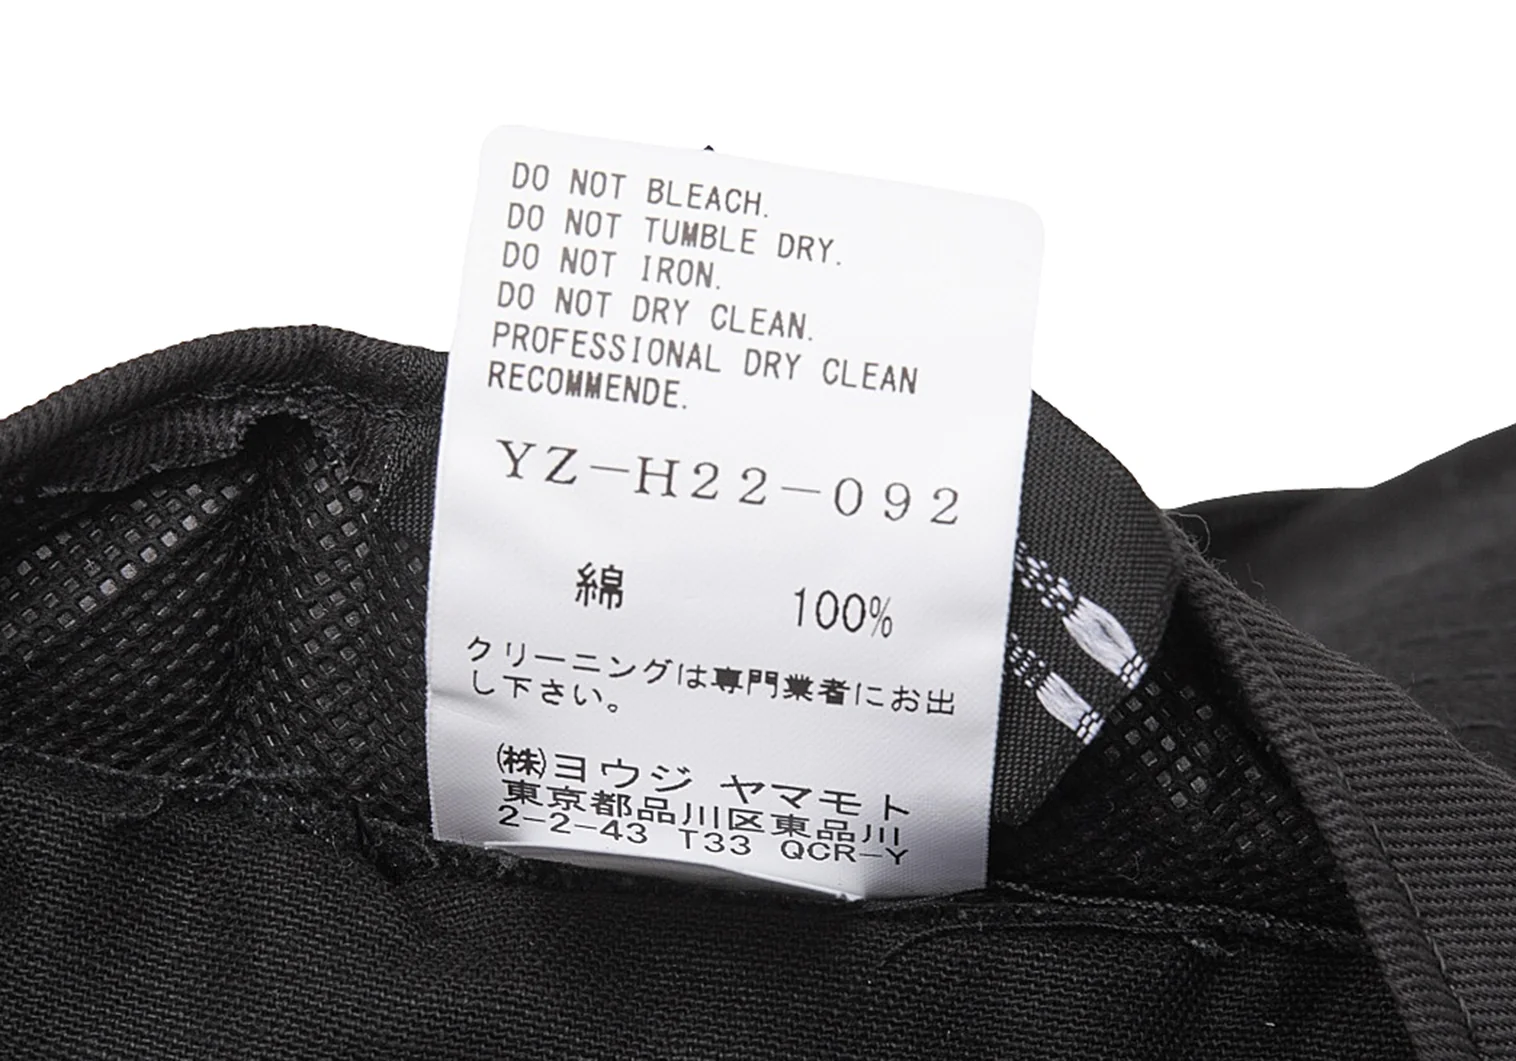 DO NOT BLEACH.
DO NOT TUMBLE DRY.
DO NOT IRON.
DO NOT DRY CLEAN.
PROFESSIONAL DRY CLEAN
RECOMMENDE.
YZ-H22-092
綿 100%
クリーニングは専門業者にお出
し下さい。
㈱ヨウジ ヤマモト
東京都品川区東品川
2-2-43 T33 QCR-Y